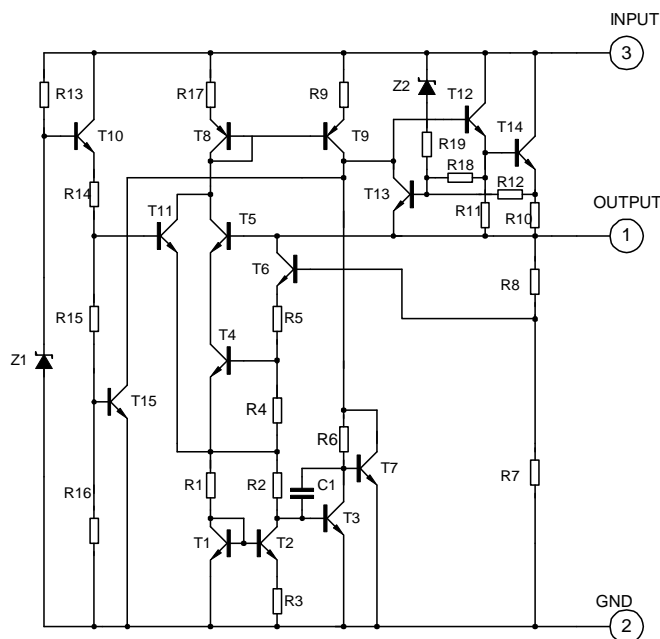 INPUT
3
R13
R17
R9
Z2
T12
T10
T8
T9
R19
T14
R18
R14
T13
R12
T11
R11
R10
OUTPUT
T5
1
T6
R8
R15
R5
Z1
T4
T15
R4
R6
T7
R7
R16
R1
R2
C1
T3
T1
T2
R3
GND
2